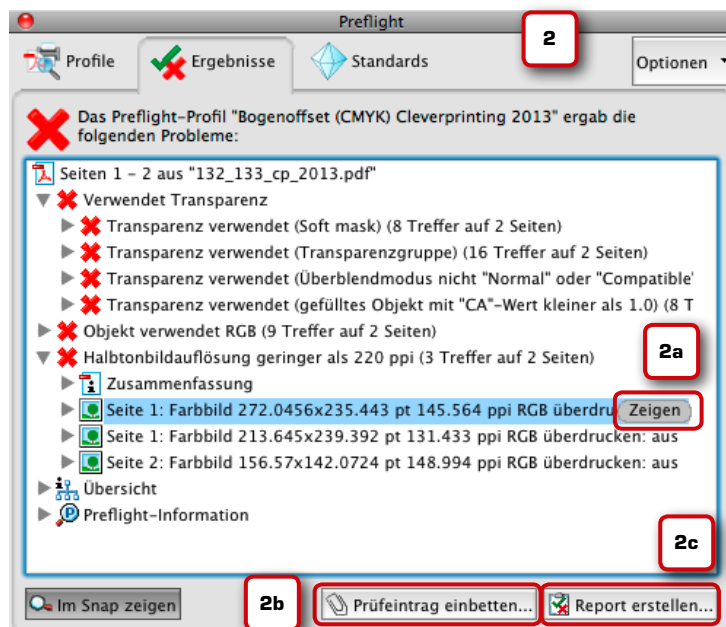 Preflight
2
Profile
Ergebnisse
Standards
Optionen
Das Preflight-Profil "Bogenoffset (CMYK) Cleverprinting 2013" ergab die
folgenden Probleme:
Seiten 1 – 2 aus "132_133_cp_2013.pdf"
Verwendet Transparenz
Transparenz verwendet (Soft mask) (8 Treffer auf 2 Seiten)
Transparenz verwendet (Transparenzgruppe) (16 Treffer auf 2 Seiten)
Transparenz verwendet (Überblendmodus nicht "Normal" oder "Compatible"
Transparenz verwendet (gefülltes Objekt mit "CA"-Wert kleiner als 1.0) (8 T
Objekt verwendet RGB (9 Treffer auf 2 Seiten)
2a
Halbtonbildauflösung geringer als 220 ppi (3 Treffer auf 2 Seiten)
Zusammenfassung
Seite 1: Farbbild 272.0456x235.443 pt 145.564 ppi RGB überdru Zeigen
Seite 1: Farbbild 213.645x239.392 pt 131.433 ppi RGB überdrucken: aus
Seite 2: Farbbild 156.57x142.0724 pt 148.994 ppi RGB überdrucken: aus
Übersicht
Preflight-Information
2c
Im Snap zeigen
2b
Prüfeintrag einbetten...
Report erstellen...